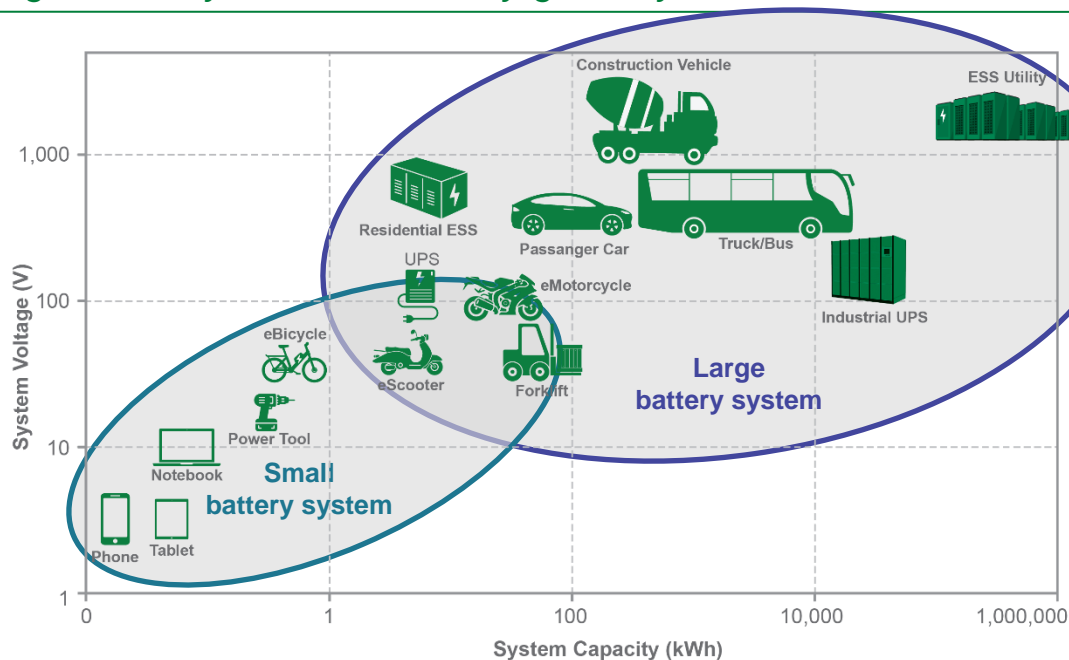 Construction Vehicle
ESS Utility
1,000
Residential ESS
Passanger Car
Truck/Bus
UPS
eMotorcycle
100
Industrial UPS
eBicycle
eScooter
Forklift
Large
battery system
System Voltage (V)
Power Tool
10
Notebook
Small
battery system
Phone
Tablet
1
0
1
100
10,000
1,000,000
System Capacity (kWh)